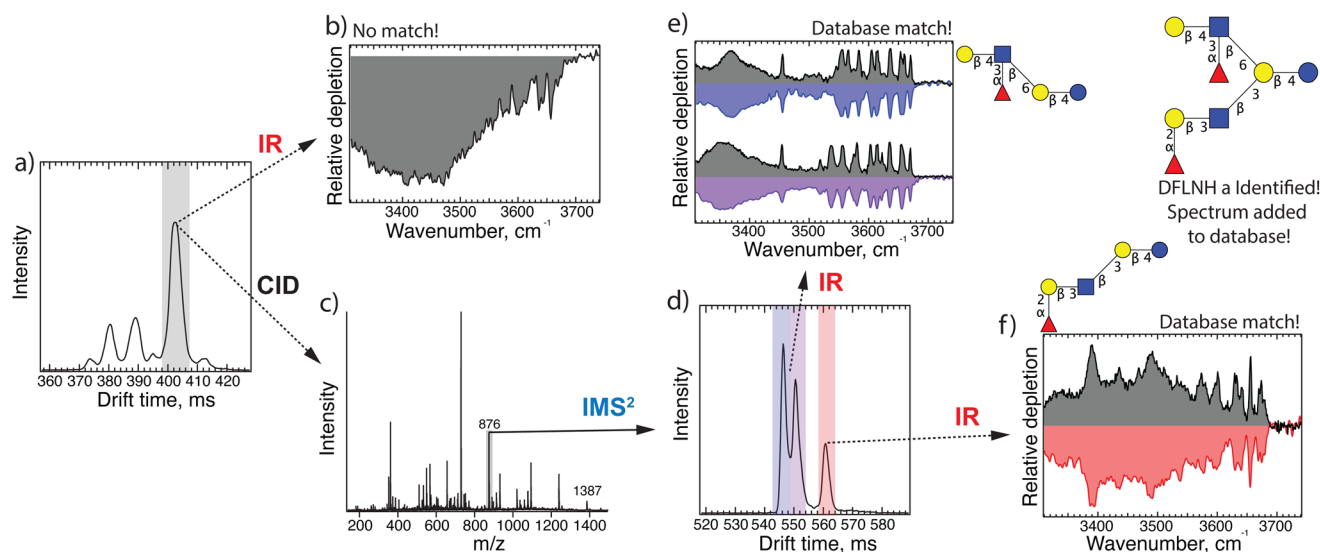 a)
Intensity
360 370 380 390 400 410 420
Drift time, ms
IR
CID
b) No match!
Relative depletion
3400 3500 3600 3700
Wavenumber, cm-1
c)
Intensity
876
1387
200 400 600 800 1000 1200 1400
m/z
IMS²
d)
Intensity
520 530 540 550 560 570 580
Drift time, ms
IR
IR
e) Database match!
Relative depletion
3400 3500 3600 3700
Wavenumber, cm-1
β 4
3
α
β
6
β 4
β 4
3
α
β
6
β 4
3
β
β 3
2
α
DFLNH a Identified!
Spectrum added
to database!
3 β 4
β
β 3
2
α
f) Database match!
Relative depletion
3400 3500 3600 3700
Wavenumber, cm-1